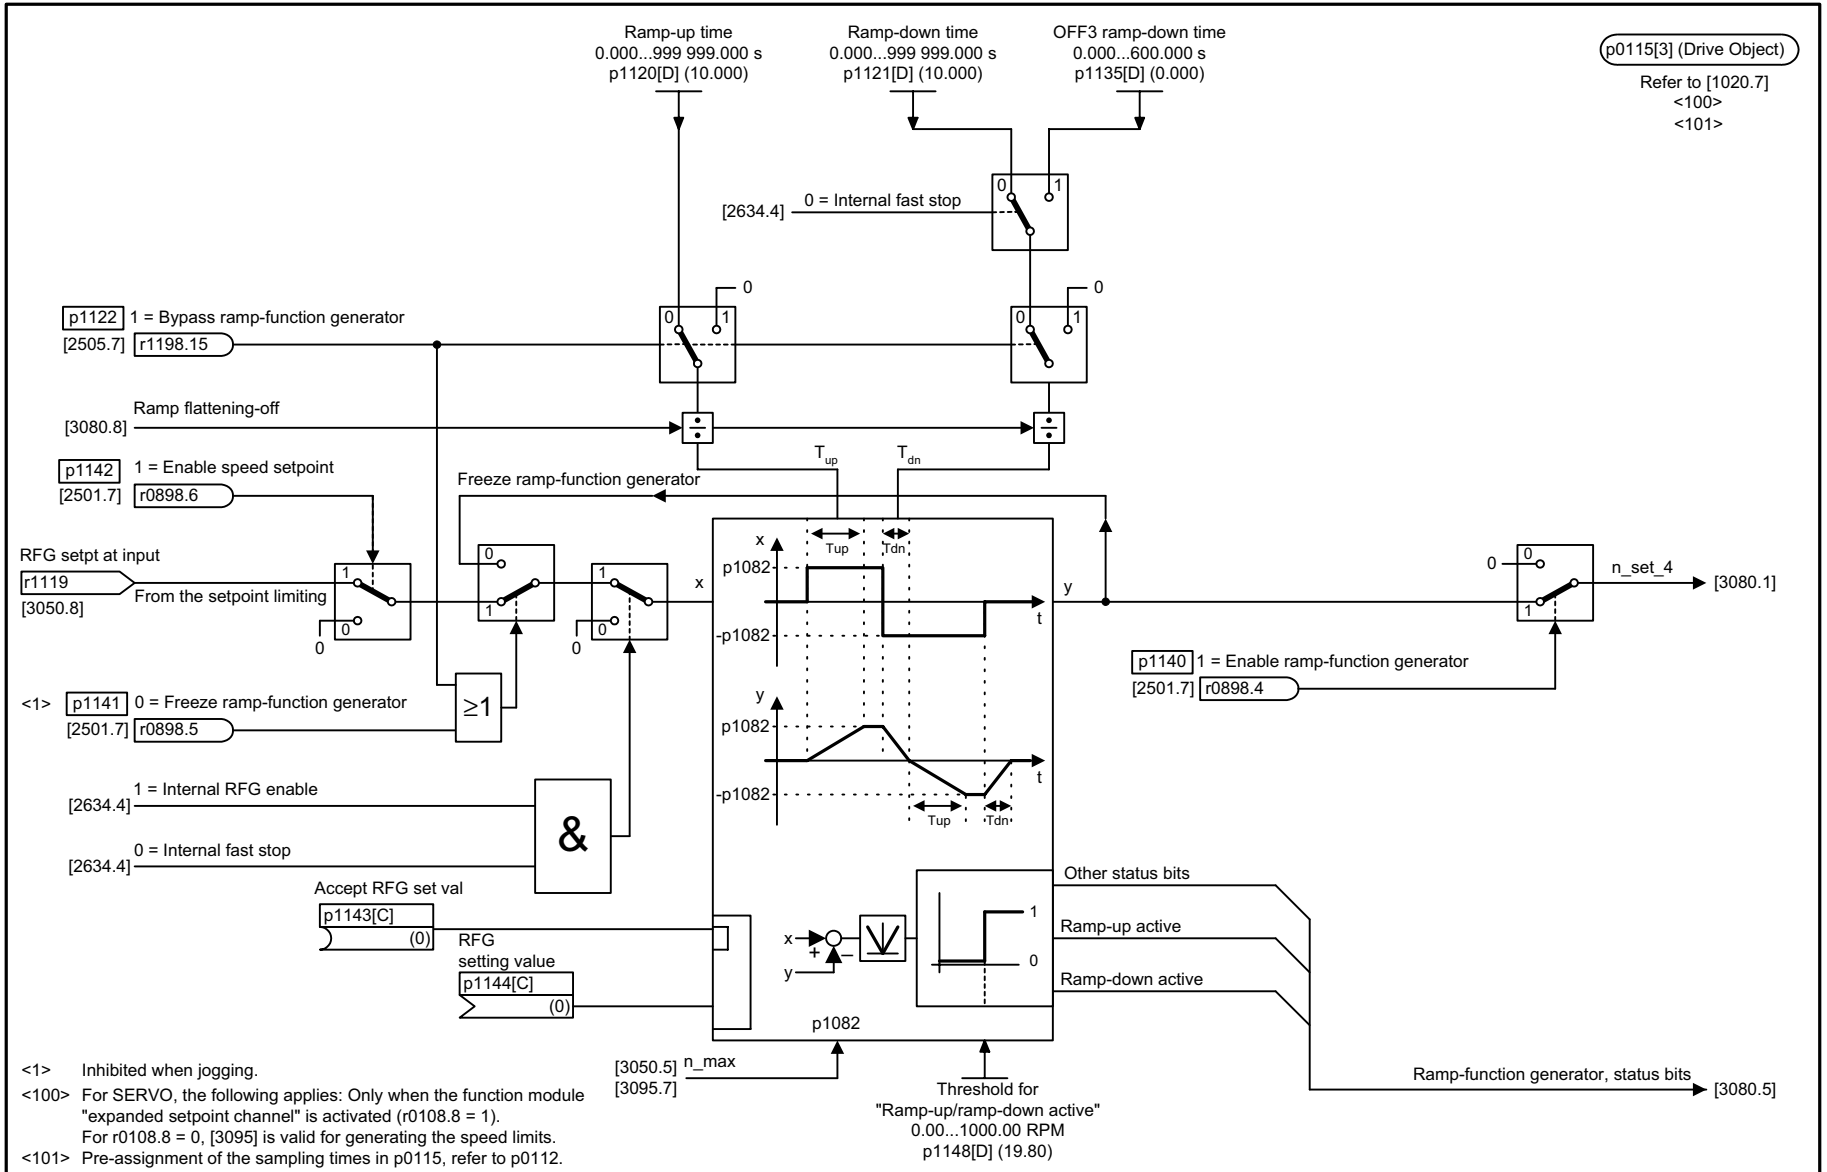 Ramp-up time
0.000...999 999.000 s
p1120[D] (10.000)
Ramp-down time
0.000...999 999.000 s
p1121[D] (10.000)
OFF3 ramp-down time
0.000...600.000 s
p1135[D] (0.000)
p0115[3] (Drive Object)
Refer to [1020.7]
<100>
<101>
0 1
[2634.4] 0 = Internal fast stop
0
0
p1122 1 = Bypass ramp-function generator
0 1
0 1
[2505.7] r1198.15
Ramp flattening-off
[3080.8]
÷
÷
p1142 1 = Enable speed setpoint
[2501.7] r0898.6
Tup
Tdn
Freeze ramp-function generator
RFG setpt at input
r1119
[3050.8]
From the setpoint limiting
1
0
0
0
1
1
0
0
x
x
Tup
Tdn
p1082
t
-p1082
y
0
0
1
n_set_4
[3080.1]
p1140 1 = Enable ramp-function generator
[2501.7] r0898.4
<1> p1141 0 = Freeze ramp-function generator
[2501.7] r0898.5
≥1
y
p1082
t
-p1082
Tup
Tdn
1 = Internal RFG enable
[2634.4]
&
0 = Internal fast stop
[2634.4]
Accept RFG set val
p1143[C]
(0)
RFG
setting value
p1144[C]
(0)
x
+
–
y
1
0
p1082
Other status bits
Ramp-up active
Ramp-down active
[3050.5] n_max
[3095.7]
Threshold for
"Ramp-up/ramp-down active"
0.00...1000.00 RPM
p1148[D] (19.80)
Ramp-function generator, status bits [3080.5]
<1> Inhibited when jogging.
<100> For SERVO, the following applies: Only when the function module
"expanded setpoint channel" is activated (r0108.8 = 1).
For r0108.8 = 0, [3095] is valid for generating the speed limits.
<101> Pre-assignment of the sampling times in p0115, refer to p0112.